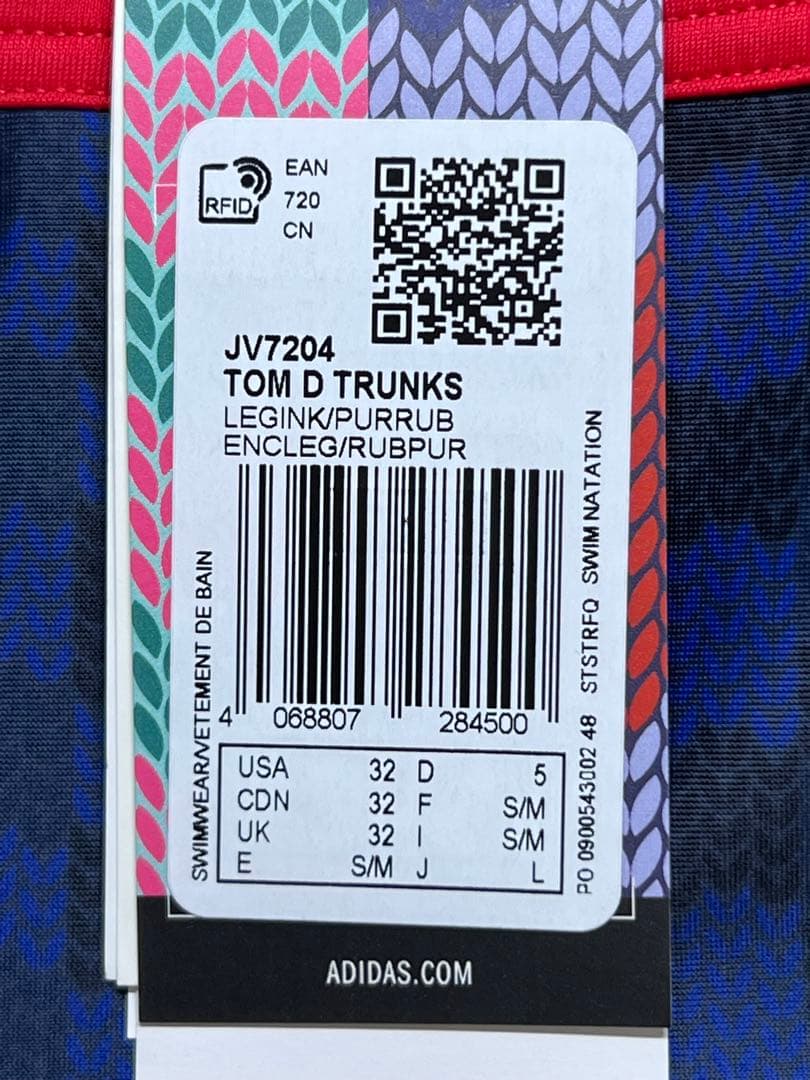 RFID
EAN
720
CN
JV7204
TOM D TRUNKS
LEGINK/PURRUB
ENCLEG/RUBPUR
4 068807 284500
USA 32 D 5
CDN 32 F S/M
UK 32 I S/M
E S/M J L
SWIMWEAR/VETEMENT DE BAIN
PO 0900543002 48 STSTRFQ SWIM NATATION
ADIDAS.COM